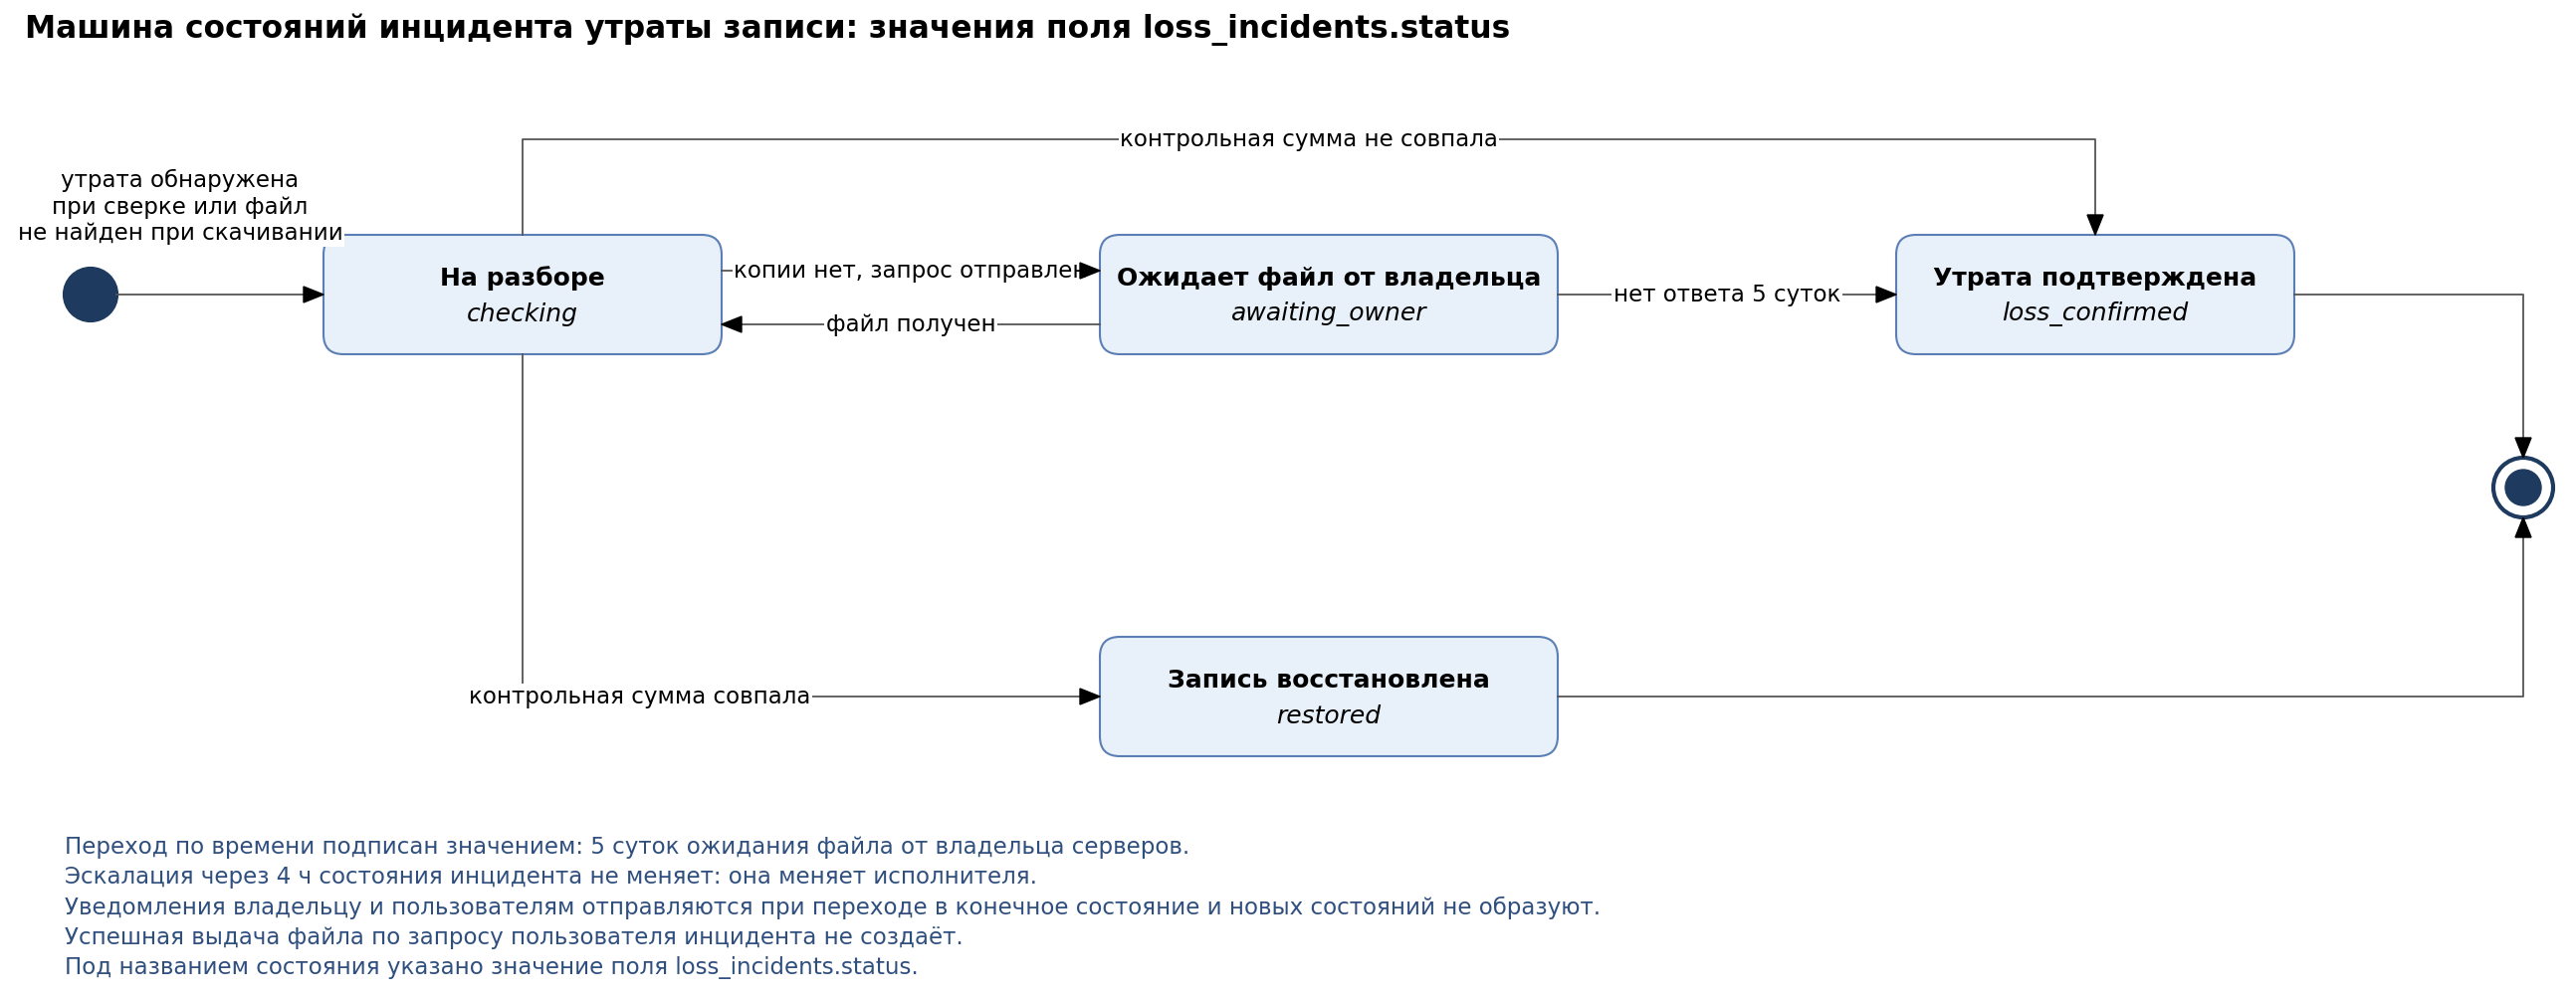 Машина состояний инцидента утраты записи: значения поля loss_incidents.status
контрольная сумма не совпала
утрата обнаружена
при сверке или файл
не найден при скачивании
На разборе
checking
копии нет, запрос отправлен
файл получен
Ожидает файл от владельца
awaiting_owner
нет ответа 5 суток
Утрата подтверждена
loss_confirmed
контрольная сумма совпала
Запись восстановлена
restored
Переход по времени подписан значением: 5 суток ожидания файла от владельца серверов.
Эскалация через 4 ч состояния инцидента не меняет: она меняет исполнителя.
Уведомления владельцу и пользователям отправляются при переходе в конечное состояние и новых состояний не образуют.
Успешная выдача файла по запросу пользователя инцидента не создаёт.
Под названием состояния указано значение поля loss_incidents.status.